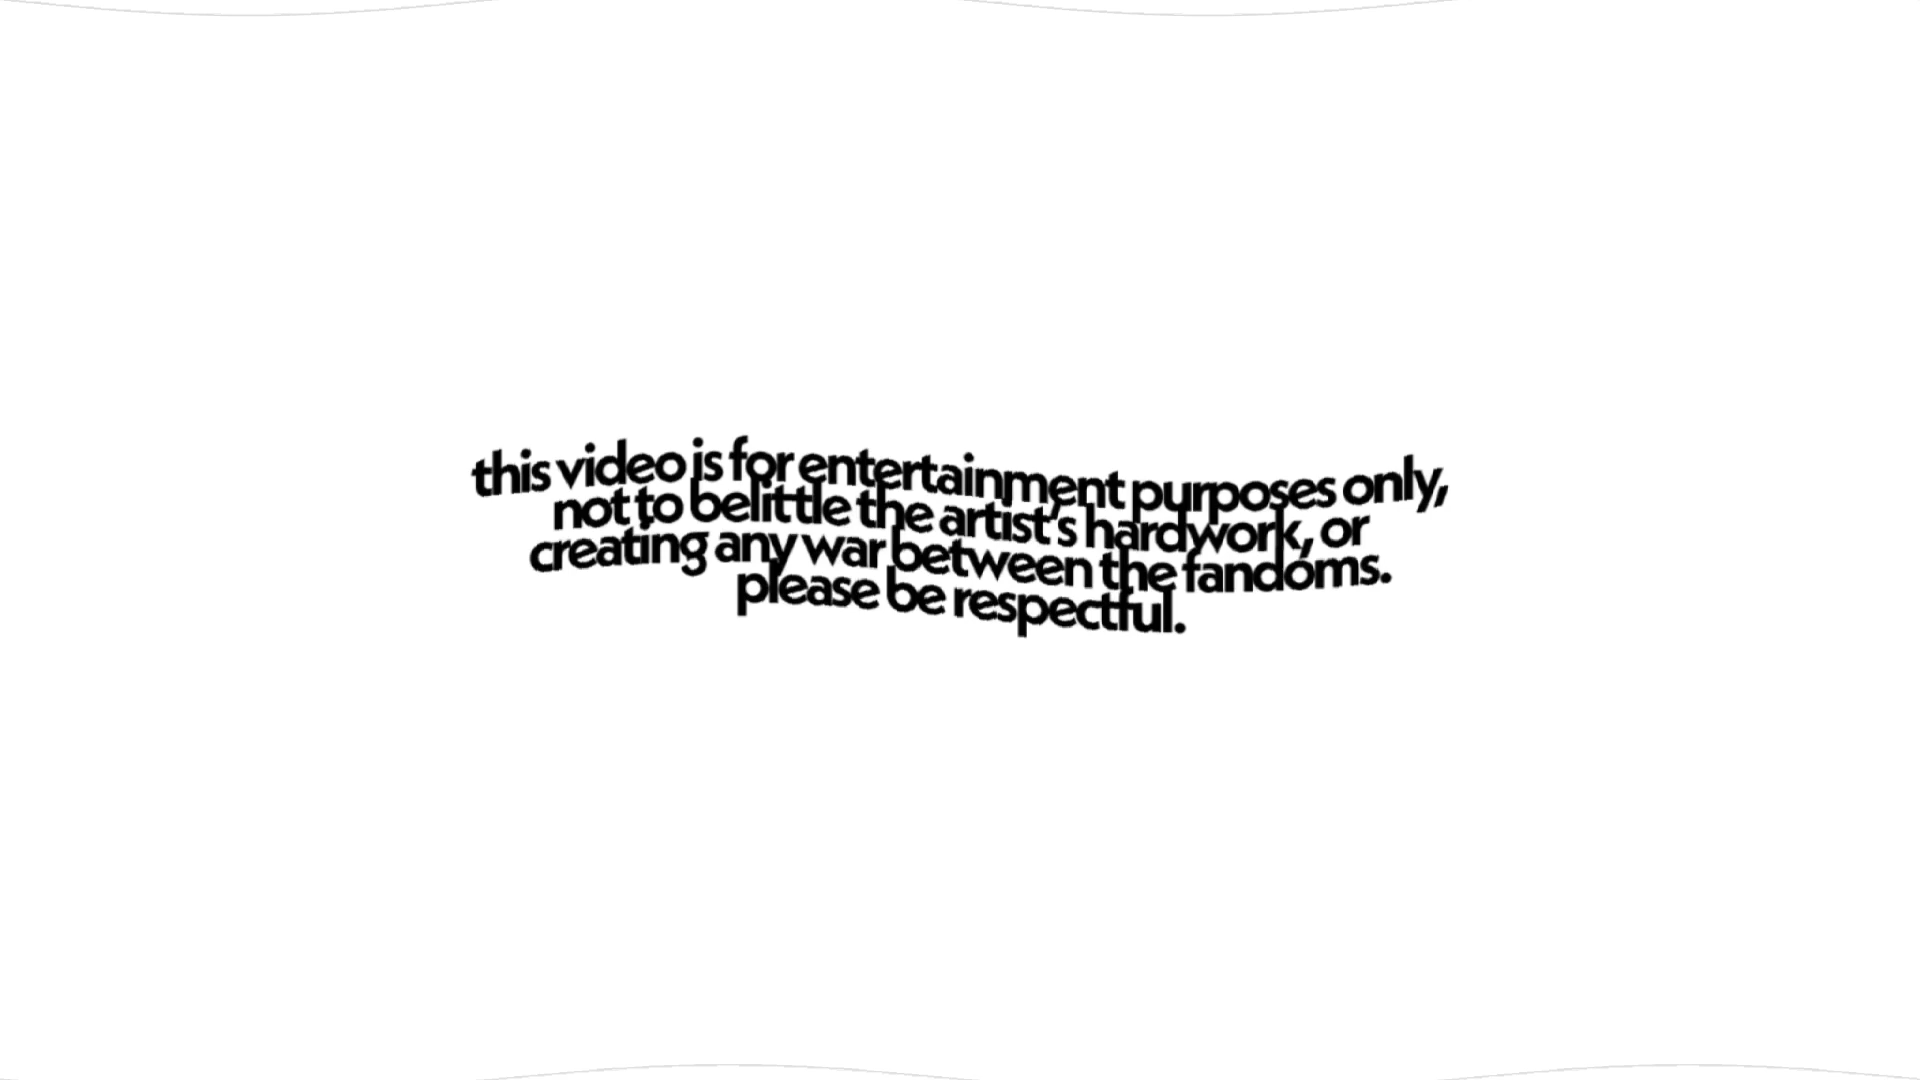 this video is for entertainment purposes only,
not to belittle the artist's hardwork, or
creating any war between the fandoms.
please be respectful.